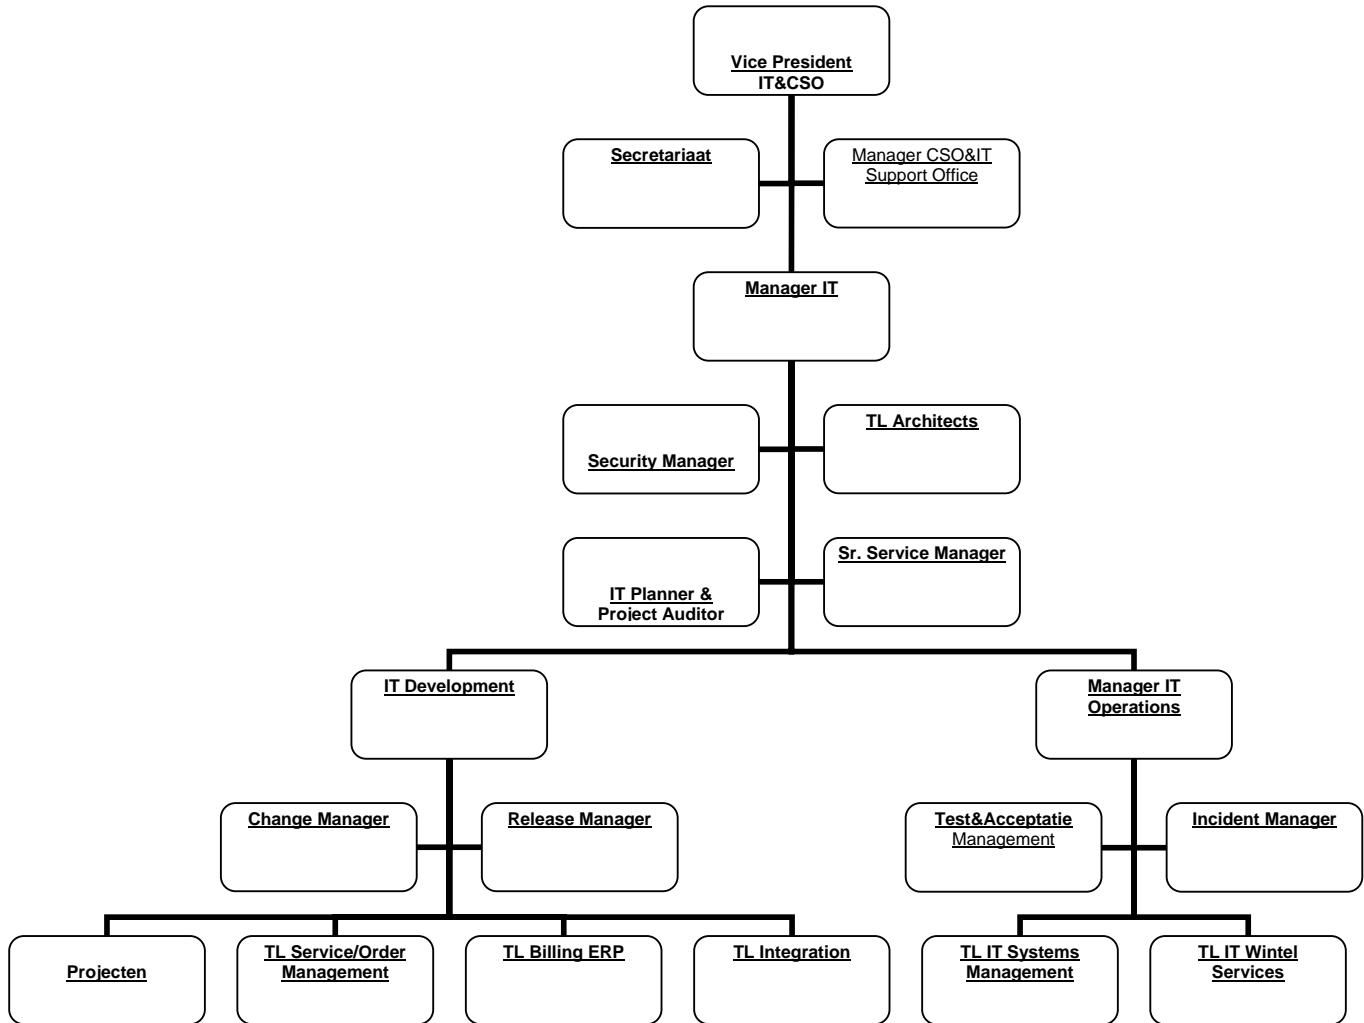 Vice President
IT&CSO
Secretariaat
Manager CSO&IT
Support Office
Manager IT
Security Manager
TL Architects
IT Planner &
Project Auditor
Sr. Service Manager
IT Development
Manager IT
Operations
Change Manager
Release Manager
Test&Acceptatie
Management
Incident Manager
Projecten
TL Service/Order
Management
TL Billing ERP
TL Integration
TL IT Systems
Management
TL IT Wintel
Services